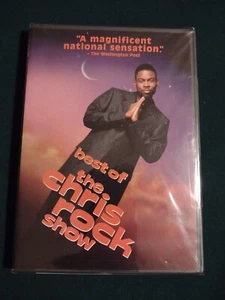 "A magnificent
national sensation."
– The Washington Post
best of
the
chris
rock
show